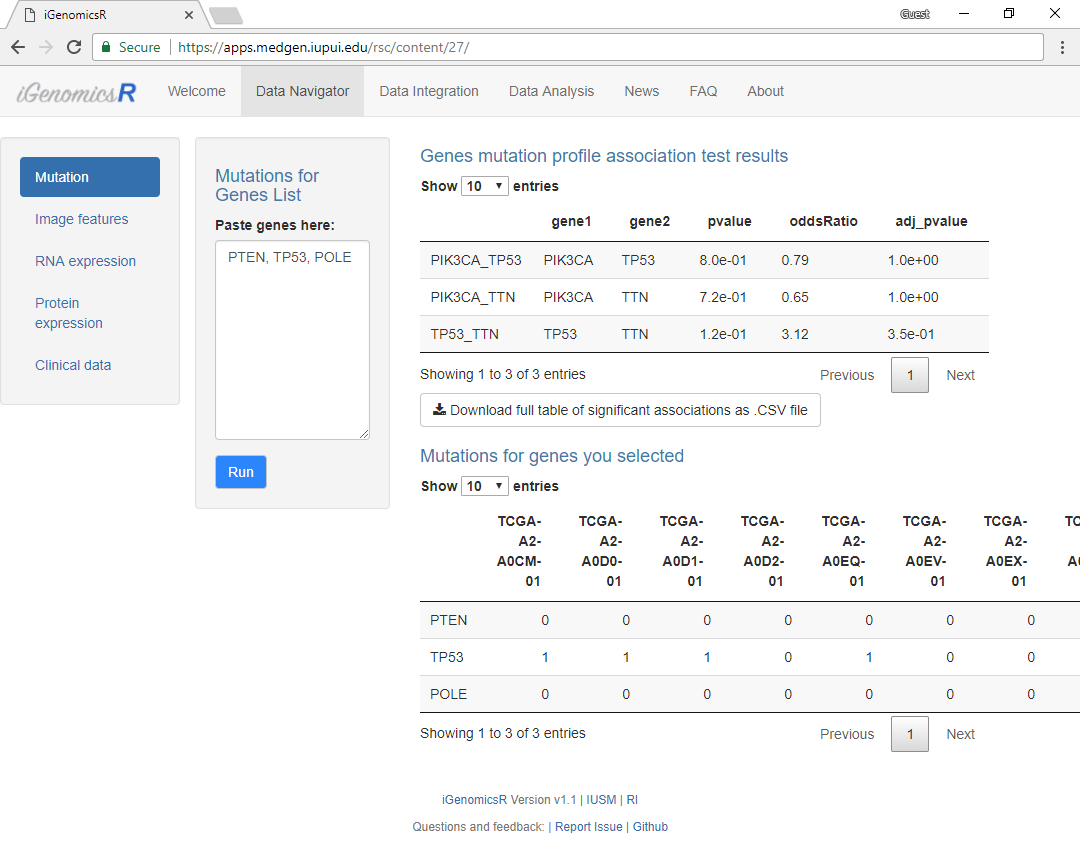 iGenomicsR
Guest
Secure https://apps.medgen.iupui.edu/rsc/content/27/
iGenomicsR Welcome Data Navigator Data Integration Data Analysis News FAQ About
Mutation
Image features
RNA expression
Protein
expression
Clinical data
Mutations for
Genes List
Paste genes here:
PTEN, TP53, POLE
Run
Genes mutation profile association test results
Show 10 entries
gene1 gene2 pvalue oddsRatio adj_pvalue
PIK3CA_TP53 PIK3CA TP53 8.0e-01 0.79 1.0e+00
PIK3CA_TTN PIK3CA TTN 7.2e-01 0.65 1.0e+00
TP53_TTN TP53 TTN 1.2e-01 3.12 3.5e-01
Showing 1 to 3 of 3 entries Previous 1 Next
Download full table of significant associations as .CSV file
Mutations for genes you selected
Show 10 entries
TCGA- TCGA- TCGA- TCGA- TCGA- TCGA- TCGA- TC
A2- A2- A2- A2- A2- A2- A2-
A0CM- A0D0- A0D1- A0D2- A0EQ- A0EV- A0EX- A0
01 01 01 01 01 01 01
PTEN 0 0 0 0 0 0 0
TP53 1 1 1 0 1 0 0
POLE 0 0 0 0 0 0 0
Showing 1 to 3 of 3 entries Previous 1 Next
iGenomicsR Version v1.1 | IUSM | RI
Questions and feedback: | Report Issue | Github